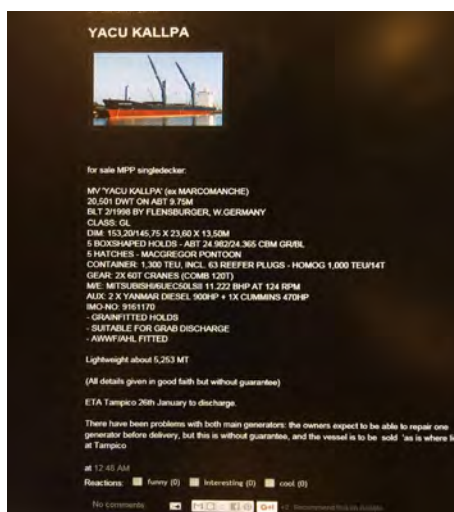 YACU KALLPA
for sale MPP singledecker:
MV 'YACU KALLPA' (ex MARCOMANCHE)
20,501 DWT ON ABT 9.75M
BLT 2/1998 BY FLENSBURGER, W.GERMANY
CLASS: GL
DIM: 153,20/145,75 X 23,60 X 13,50M
5 BOXSHAPED HOLDS - ABT 24.982/24.365 CBM GR/BL
5 HATCHES - MACGREGOR PONTOON
CONTAINER: 1,300 TEU, INCL. 63 REEFER PLUGS - HOMOG 1,000 TEU/14T
GEAR: 2X 60T CRANES (COMB 120T)
M/E: MITSUBISHI/6UEC50LSII 11.222 BHP AT 124 RPM
AUX: 2 X YANMAR DIESEL 900HP + 1X CUMMINS 470HP
IMO-NO: 9161170
- GRAINFITTED HOLDS
- SUITABLE FOR GRAB DISCHARGE
- AWWF/AHL FITTED
Lightweight about 5,253 MT
(All details given in good faith but without guarantee)
ETA Tampico 26th January to discharge.
There have been problems with both main generators: the owners expect to be able to repair one
generator before delivery, but this is without guarantee, and the vessel is to be sold 'as is where
at Tampico
at 12:46 AM
Reactions: funny (0) interesting (0) cool (0)
No comments: